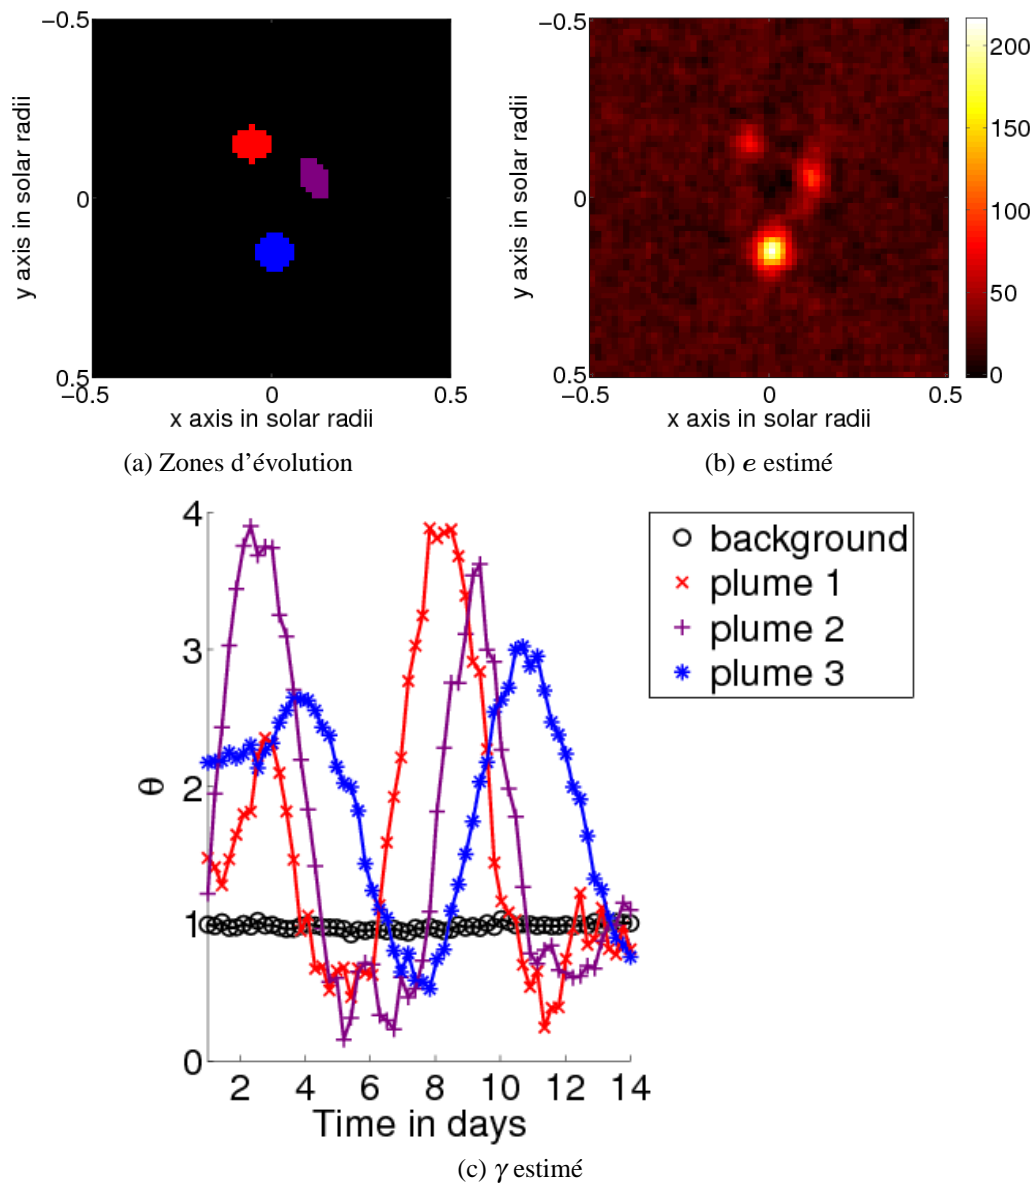 −0.5
0
0.5
y axis in solar radii
−0.5
0
0.5
x axis in solar radii
(a) Zones d'évolution
−0.5
0
0.5
y axis in solar radii
−0.5
0
0.5
x axis in solar radii
200
150
100
50
0
(b) e estimé
4
3
2
1
0
θ
2
4
6
8
10
12
14
Time in days
background
plume 1
plume 2
plume 3
(c) γ estimé